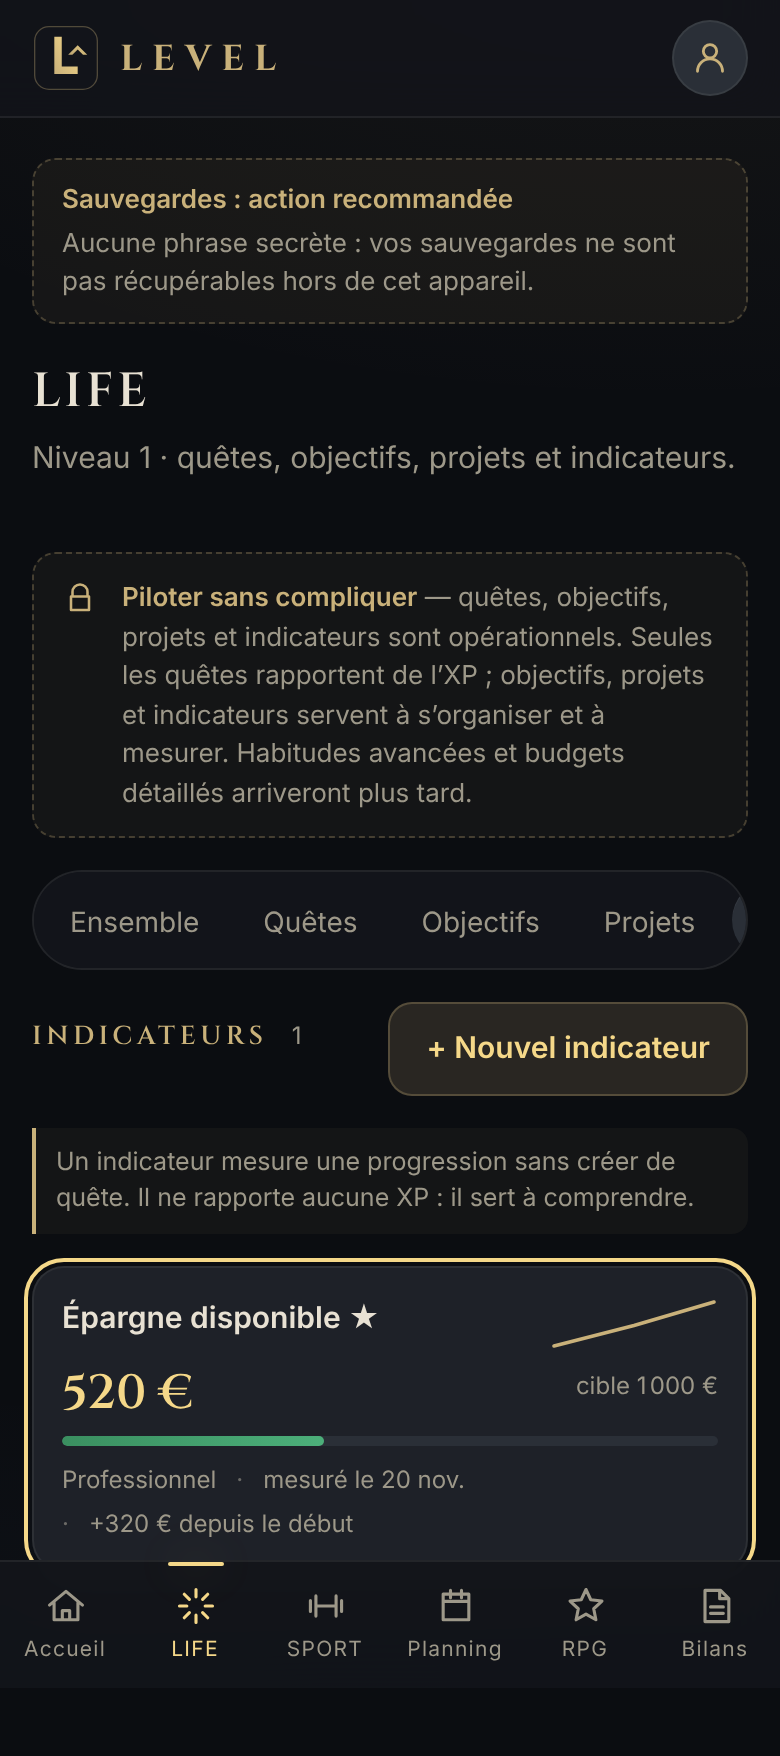 LEVEL
Sauvegardes : action recommandée
Aucune phrase secrète : vos sauvegardes ne sont
pas récupérables hors de cet appareil.
LIFE
Niveau 1 · quêtes, objectifs, projets et indicateurs.
Piloter sans compliquer — quêtes, objectifs,
projets et indicateurs sont opérationnels. Seules
les quêtes rapportent de l’XP ; objectifs, projets
et indicateurs servent à s’organiser et à
mesurer. Habitudes avancées et budgets
détaillés arriveront plus tard.
Ensemble Quêtes Objectifs Projets
INDICATEURS 1
+ Nouvel indicateur
Un indicateur mesure une progression sans créer de
quête. Il ne rapporte aucune XP : il sert à comprendre.
Épargne disponible ★
520 €
cible 1 000 €
Professionnel · mesuré le 20 nov.
· +320 € depuis le début
Accueil LIFE SPORT Planning RPG Bilans